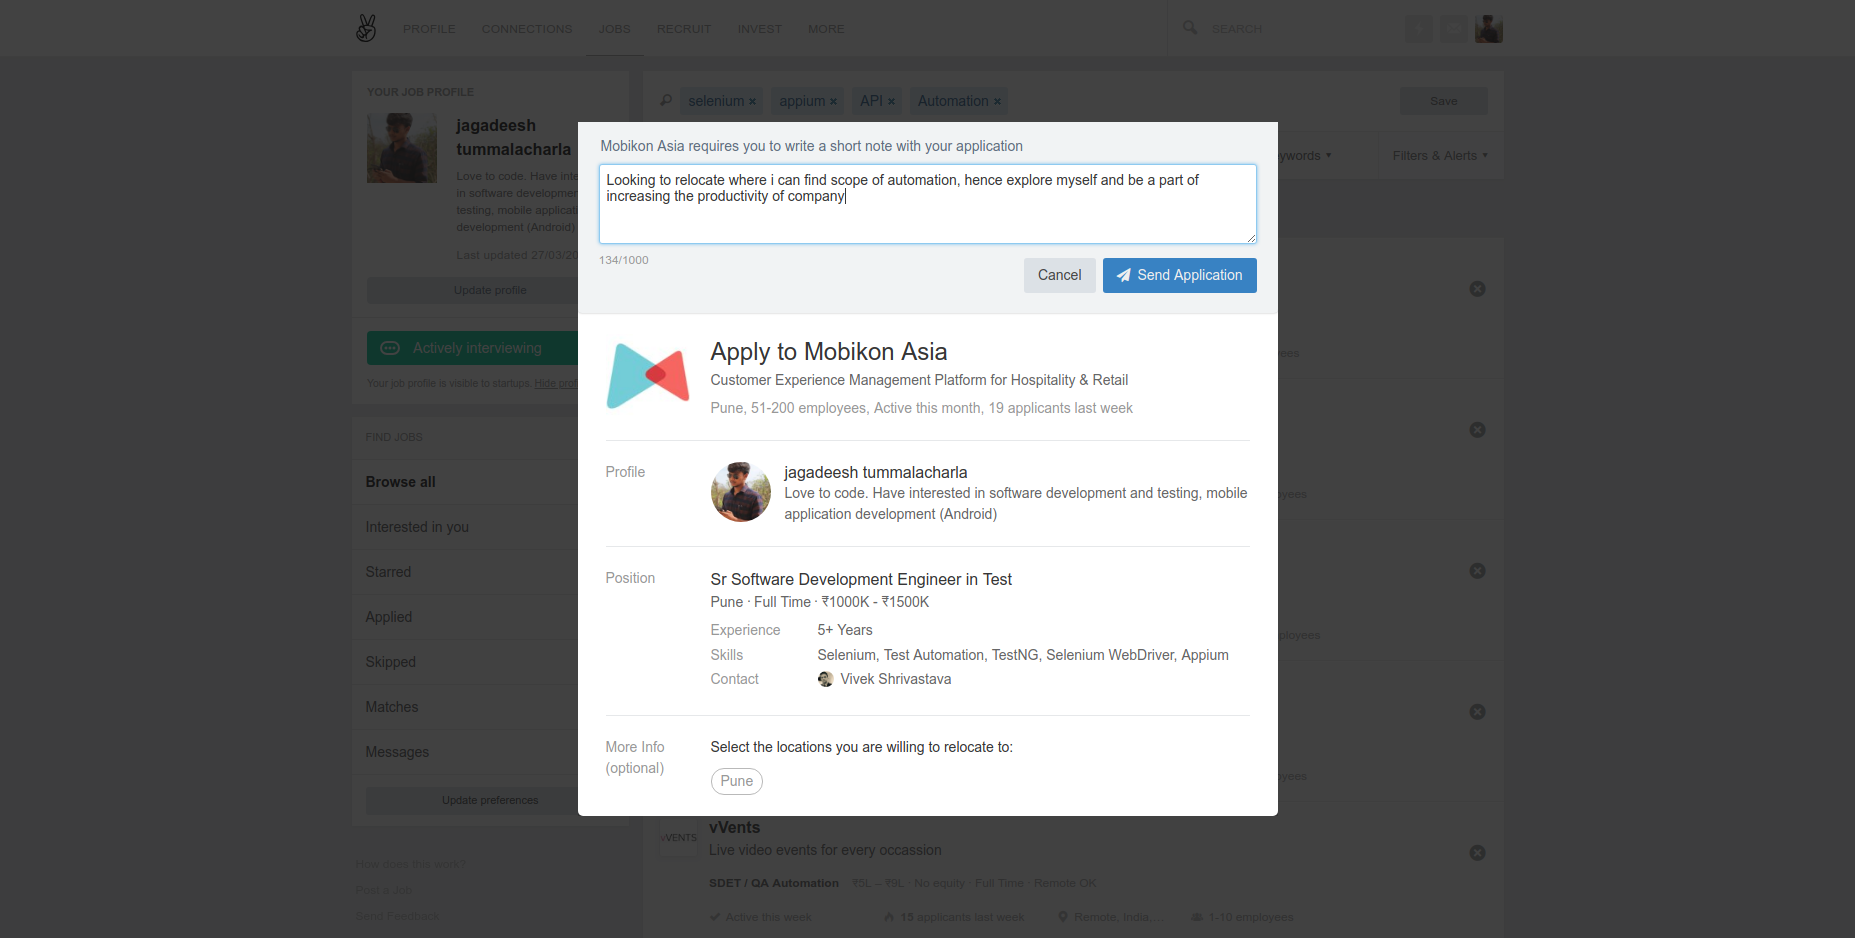 PROFILE CONNECTIONS JOBS RECRUIT INVEST MORE SEARCH
YOUR JOB PROFILE
jagadeesh
tummalacharla
Love to code. Have inte
in software developmen
testing, mobile applicati
development (Android)
Last updated 27/03/20
Update profile
Actively interviewing
Your job profile is visible to startups. Hide prof
FIND JOBS
Browse all
Interested in you
Starred
Applied
Skipped
Matches
Messages
Update preferences
How does this work?
Post a Job
Send Feedback
selenium × appium × API × Automation × Save
ywords ▾ Filters & Alerts ▾
Mobikon Asia requires you to write a short note with your application
Looking to relocate where i can find scope of automation, hence explore myself and be a part of
increasing the productivity of company
134/1000
Cancel Send Application
Apply to Mobikon Asia
Customer Experience Management Platform for Hospitality & Retail
Pune, 51-200 employees, Active this month, 19 applicants last week
Profile
jagadeesh tummalacharla
Love to code. Have interested in software development and testing, mobile
application development (Android)
Position
Sr Software Development Engineer in Test
Pune · Full Time · ₹1000K - ₹1500K
Experience 5+ Years
Skills Selenium, Test Automation, TestNG, Selenium WebDriver, Appium
Contact Vivek Shrivastava
More Info
(optional)
Select the locations you are willing to relocate to:
Pune
ees
oyees
ployees
oyees
vVENTS
vVents
Live video events for every occassion
SDET / QA Automation ₹5L – ₹9L · No equity · Full Time · Remote OK
Active this week 15 applicants last week Remote, India,... 1-10 employees